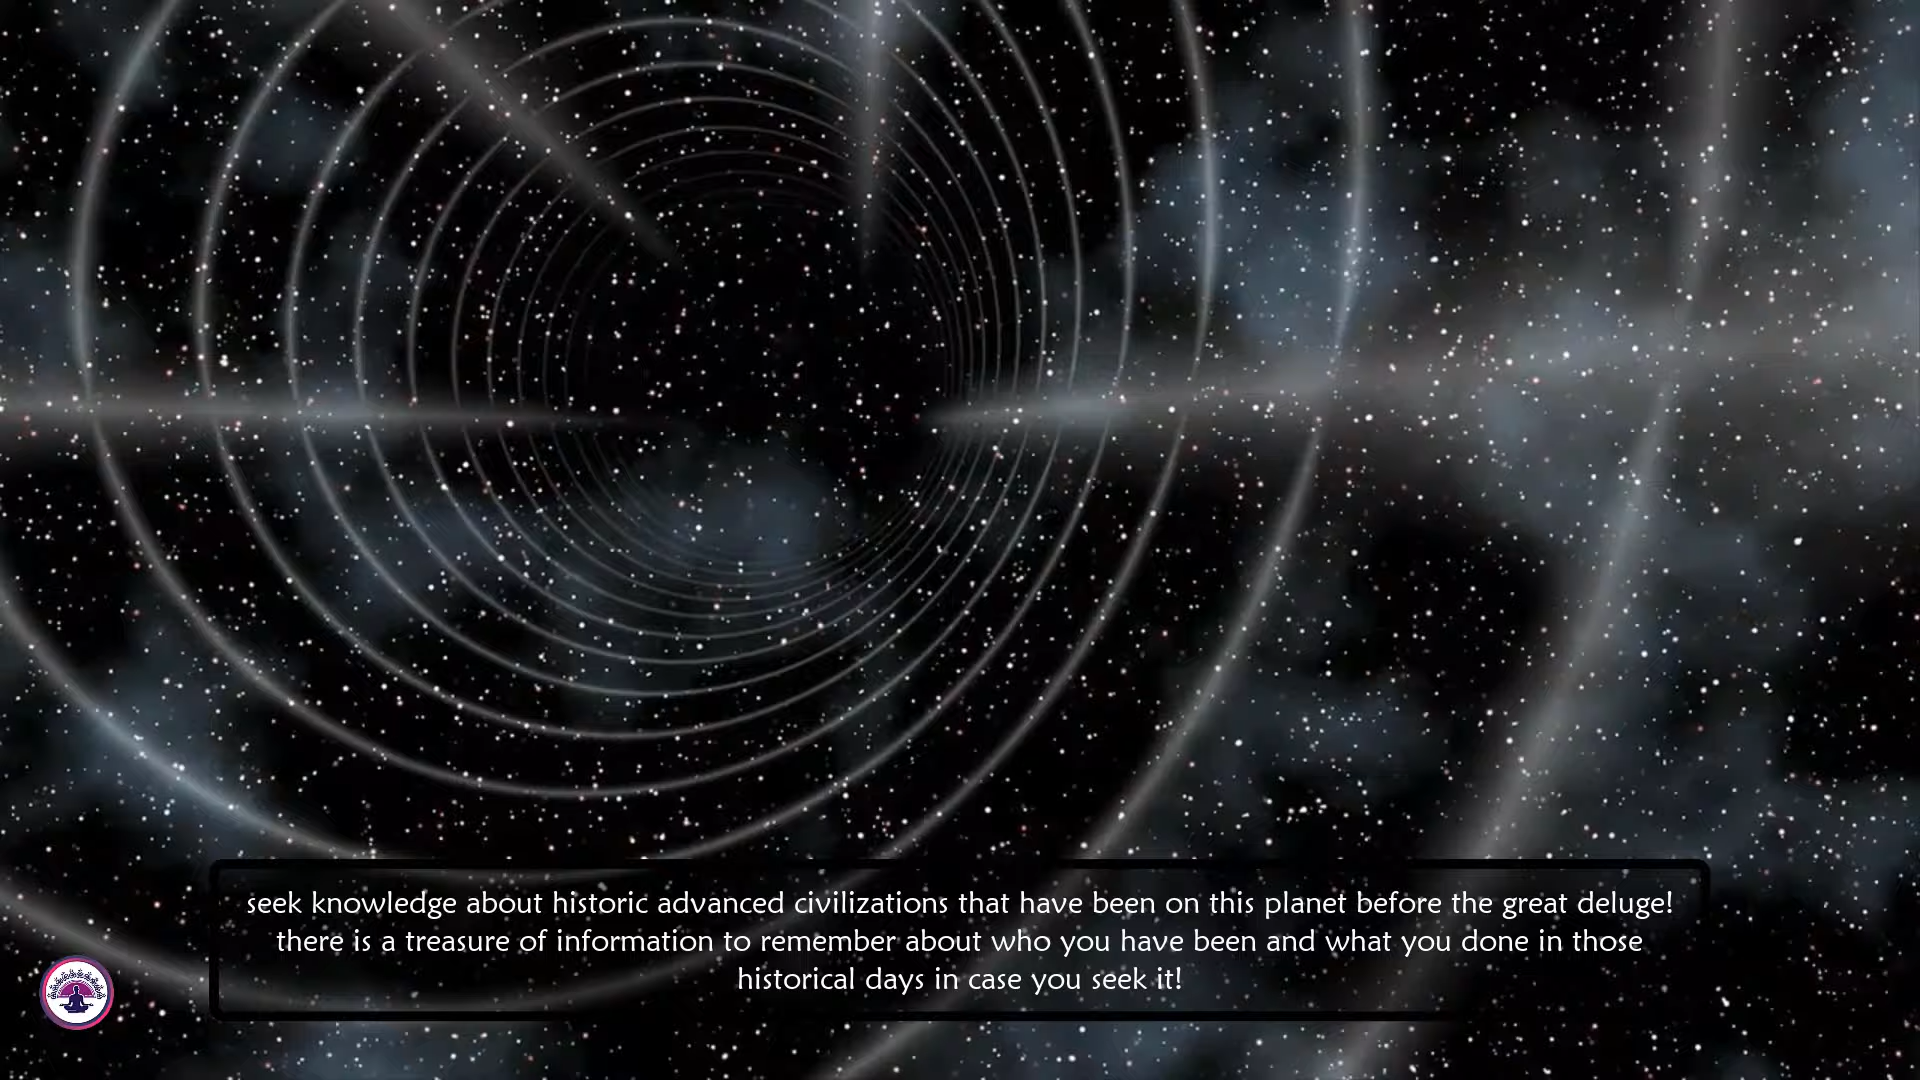 seek knowledge about historic advanced civilizations that have been on this planet before the great deluge!
there is a treasure of information to remember about who you have been and what you done in those
historical days in case you seek it!